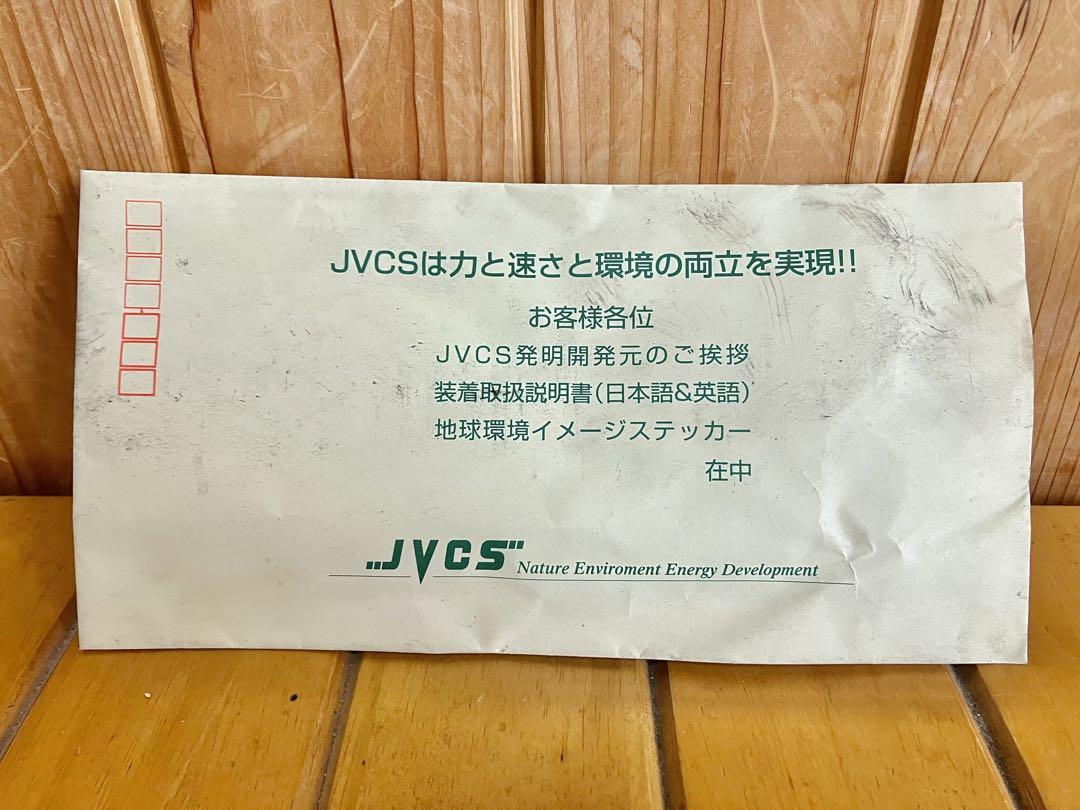 JVCSは力と速さと環境の両立を実現!!
お客様各位
JVCS発明開発元のご挨拶
装着取扱説明書(日本語&英語)
地球環境イメージステッカー
在中
JVCS
Nature Enviroment Energy Development